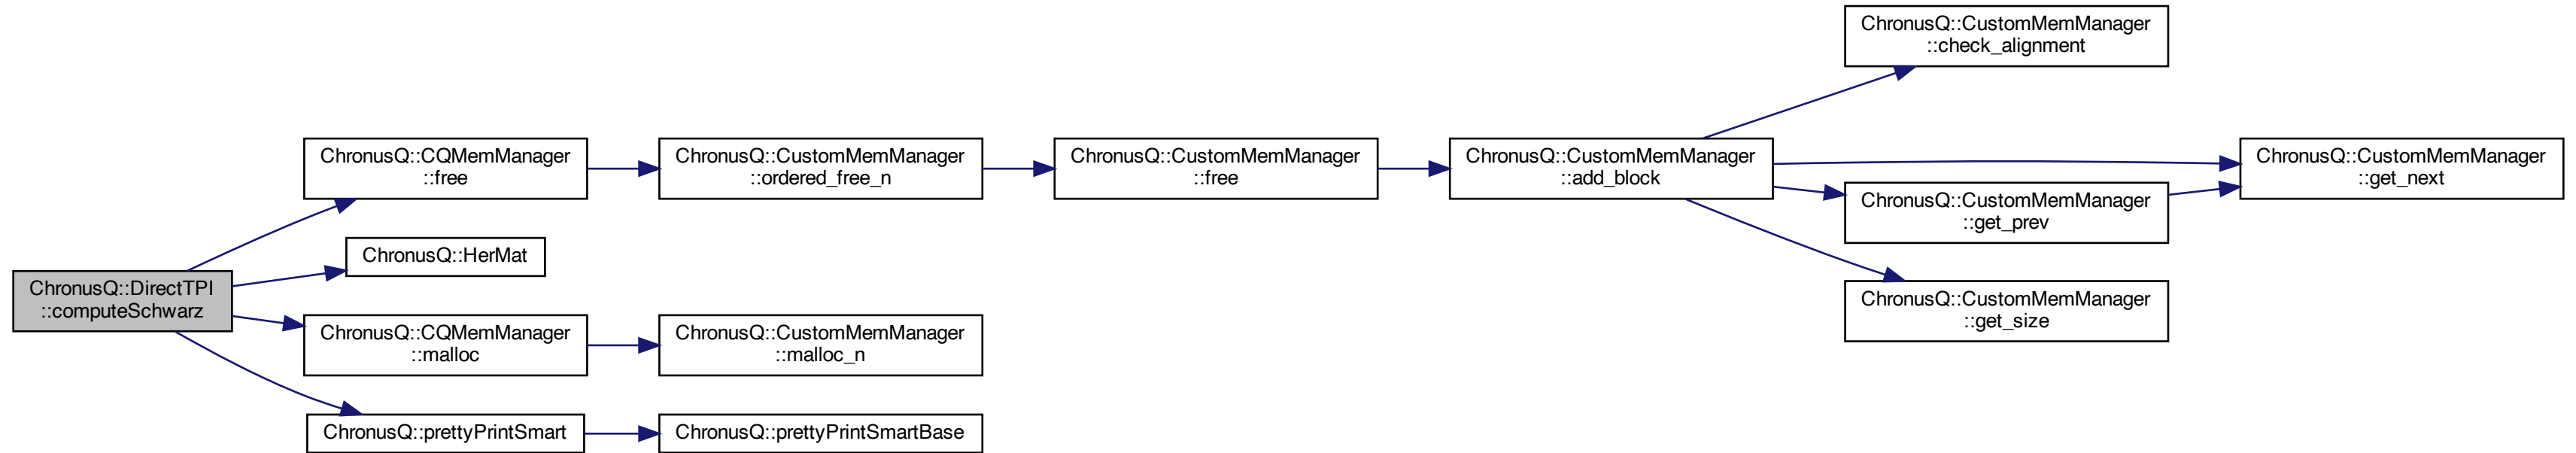 ChronusQ::DirectTPI
::computeSchwarz
ChronusQ::CQMemManager
::free
ChronusQ::HerMat
ChronusQ::CQMemManager
::malloc
ChronusQ::prettyPrintSmart
ChronusQ::CustomMemManager
::ordered_free_n
ChronusQ::CustomMemManager
::malloc_n
ChronusQ::prettyPrintSmartBase
ChronusQ::CustomMemManager
::free
ChronusQ::CustomMemManager
::add_block
ChronusQ::CustomMemManager
::check_alignment
ChronusQ::CustomMemManager
::get_prev
ChronusQ::CustomMemManager
::get_size
ChronusQ::CustomMemManager
::get_next